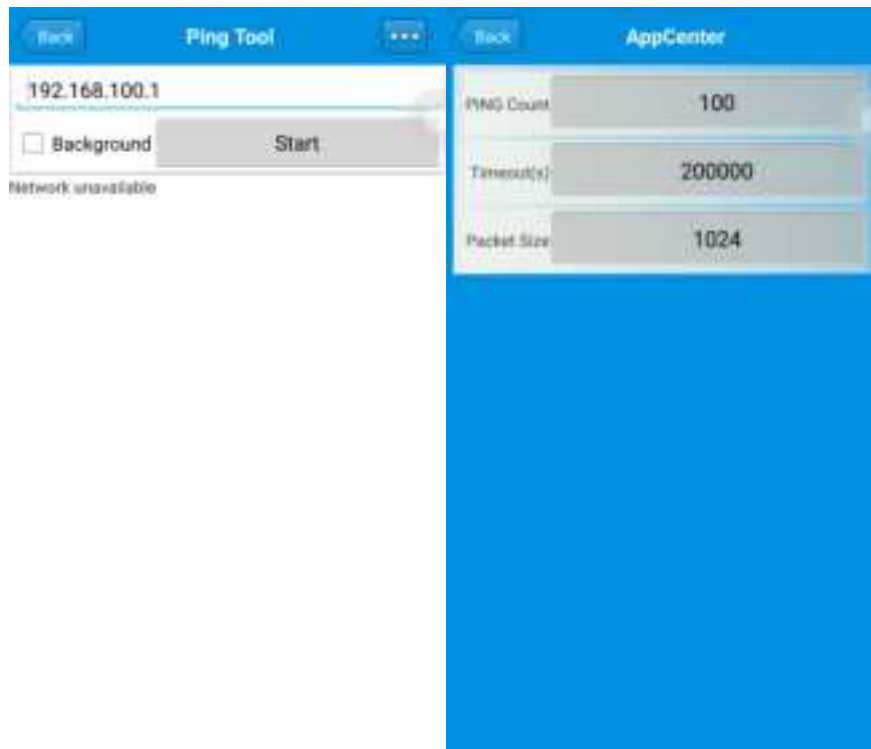 Back
Ping Tool
192.168.100.1
Background
Start
Network unavailable
Back
AppCenter
PING Count
100
Timeout(s)
200000
Packet Size
1024